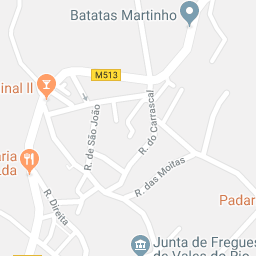 Batatas Martinho
inal II
M513
R. de São João
R. do Carrascal
aria
Lda
R. das Moitas
R. Direita
Padar
Junta de Fregues
de Vales do Rio